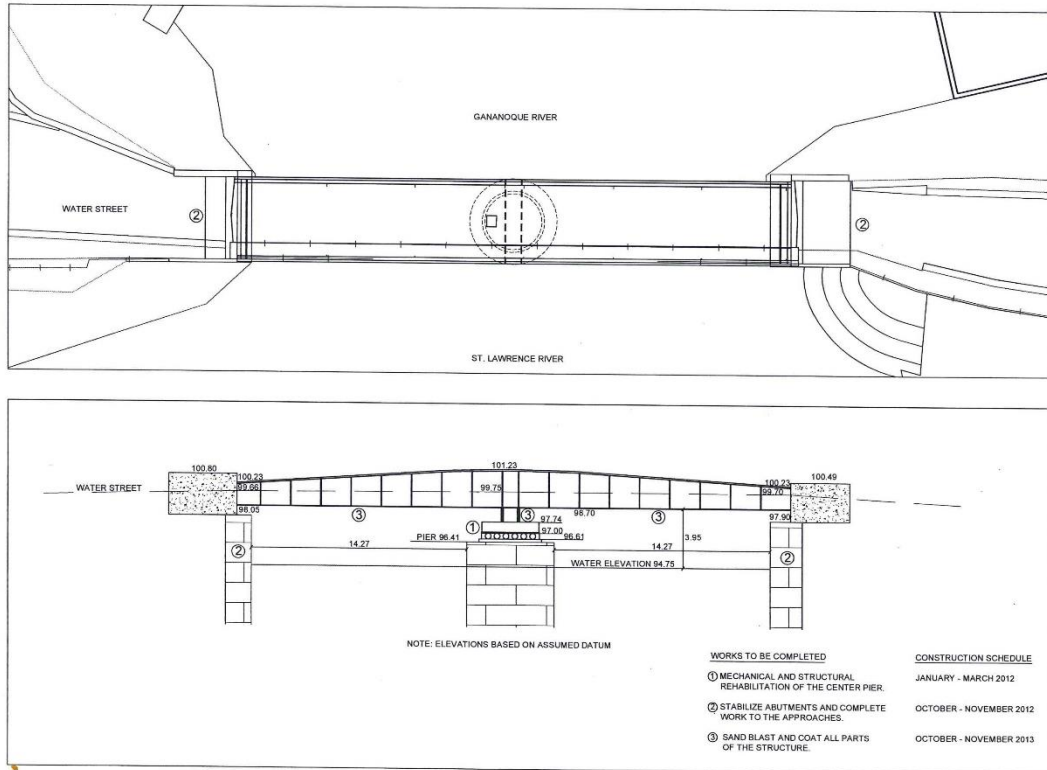 GANANOQUE RIVER
WATER STREET
②
②
ST. LAWRENCE RIVER
100.80
101.23
100.49
100.23
100.23
WATER STREET
99.66
99.75
99.70
98.05
③
③
98.70
③
97.90
97.74
①
97.00
3.95
PIER 96.41
96.61
14.27
14.27
②
②
WATER ELEVATION 94.75
NOTE: ELEVATIONS BASED ON ASSUMED DATUM
WORKS TO BE COMPLETED
CONSTRUCTION SCHEDULE
① MECHANICAL AND STRUCTURAL
REHABILITATION OF THE CENTER PIER.
JANUARY - MARCH 2012
② STABILIZE ABUTMENTS AND COMPLETE
WORK TO THE APPROACHES.
OCTOBER - NOVEMBER 2012
③ SAND BLAST AND COAT ALL PARTS
OF THE STRUCTURE.
OCTOBER - NOVEMBER 2013